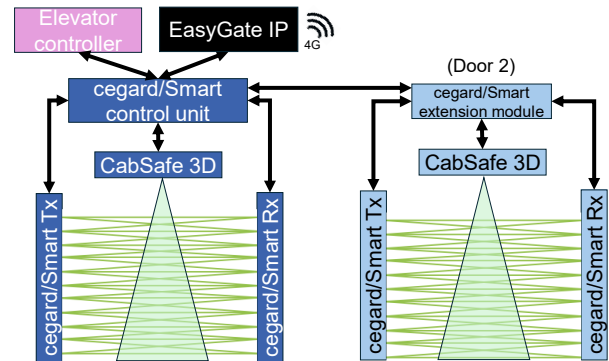 Elevator
controller
EasyGate IP
4G
(Door 2)
cegard/Smart
control unit
cegard/Smart
extension module
CabSafe 3D
CabSafe 3D
cegard/Smart Tx
cegard/Smart Rx
cegard/Smart Tx
cegard/Smart Rx